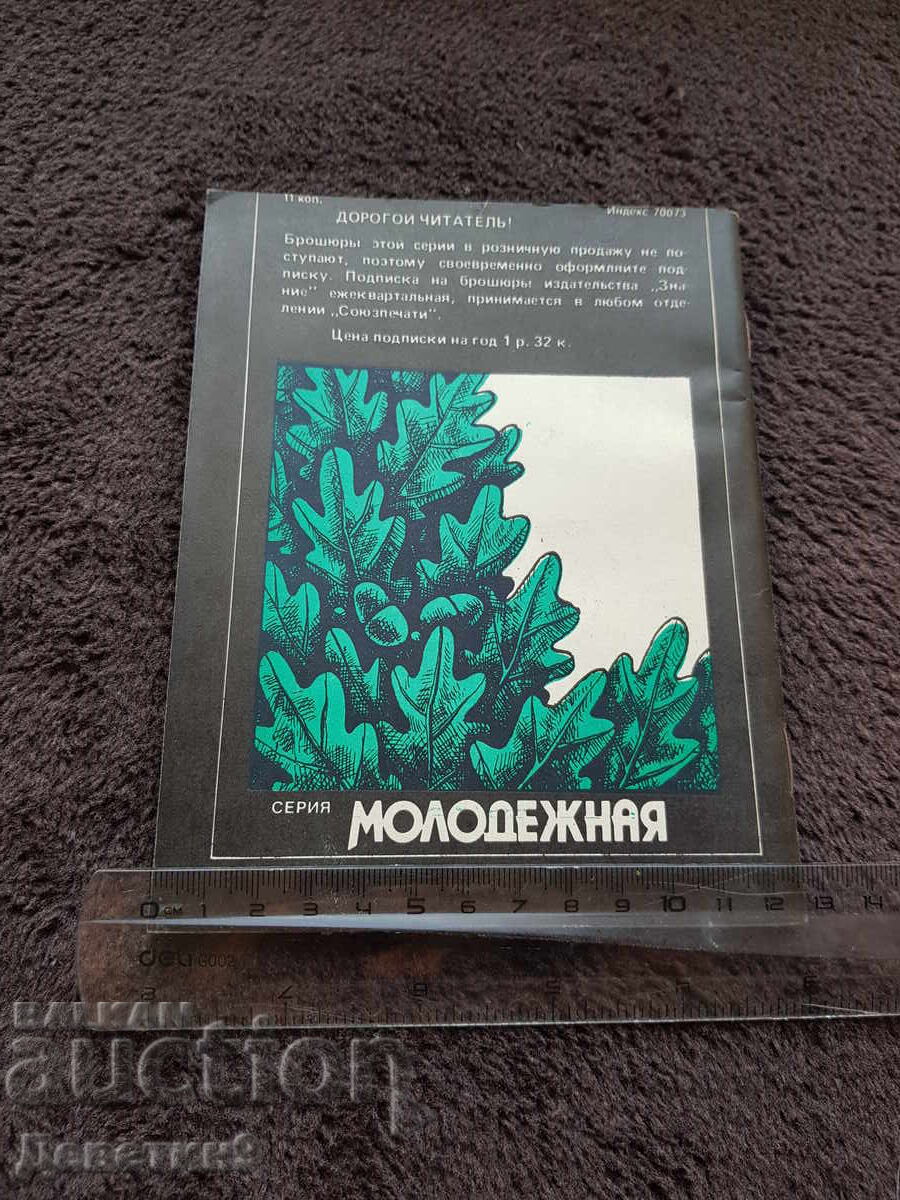 11 коп.
Индекс 70073
ДОРОГОЙ ЧИТАТЕЛЬ!
Брошюры этой серии в розничную продажу не по-
ступают, поэтому своевременно оформляйте под-
писку. Подписка на брошюры издательства „Зна-
ние" ежеквартальная, принимается в любом отде-
лении „Союзпечати".
Цена подписки на год 1 р. 32 к.
СЕРИЯ МОЛОДЕЖНАЯ
0 CM 1 2 3 4 5 6 7 8 9 10 11 12 13 14
deli 6002
BALKAN
auction
Деветкин9